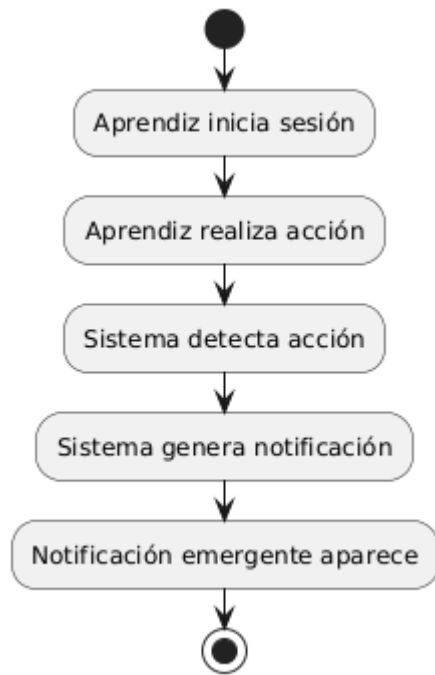 Aprendiz inicia sesión
Aprendiz realiza acción
Sistema detecta acción
Sistema genera notificación
Notificación emergente aparece